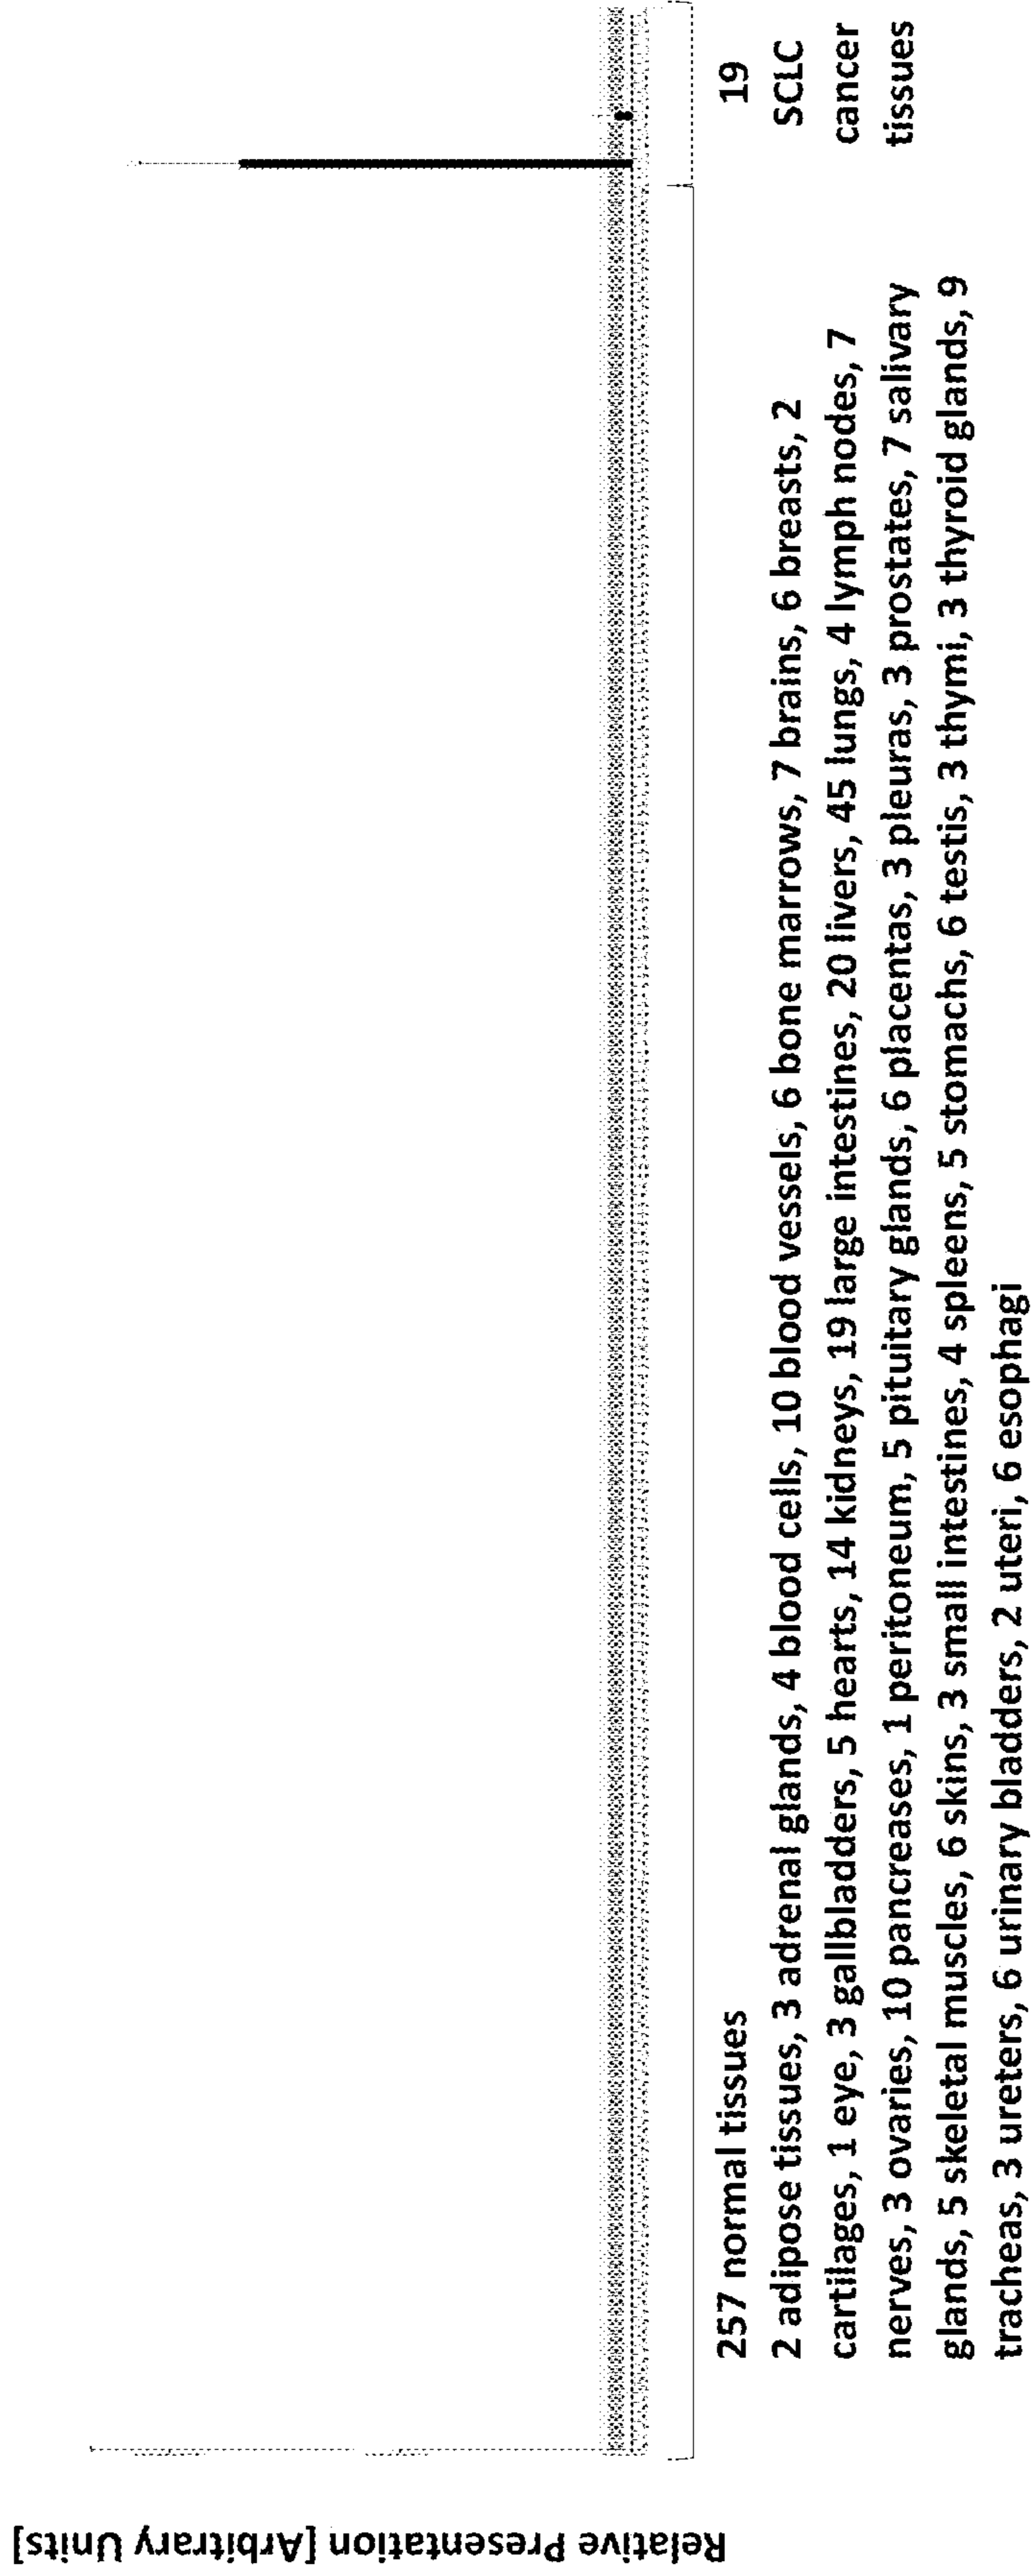 Relative Presentation [Arbitrary Units]
257 normal tissues
2 adipose tissues, 3 adrenal glands, 4 blood cells, 10 blood vessels, 6 bone marrows, 7 brains, 6 breasts, 2
cartilages, 1 eye, 3 gallbladders, 5 hearts, 14 kidneys, 19 large intestines, 20 livers, 45 lungs, 4 lymph nodes, 7
nerves, 3 ovaries, 10 pancreases, 1 peritoneum, 5 pituitary glands, 6 placentas, 3 pleuras, 3 prostates, 7 salivary
glands, 5 skeletal muscles, 6 skins, 3 small intestines, 4 spleens, 5 stomachs, 6 testis, 3 thymi, 3 thyroid glands, 9
tracheas, 3 ureters, 6 urinary bladders, 2 uteri, 6 esophagi
19
SCLC
cancer
tissues